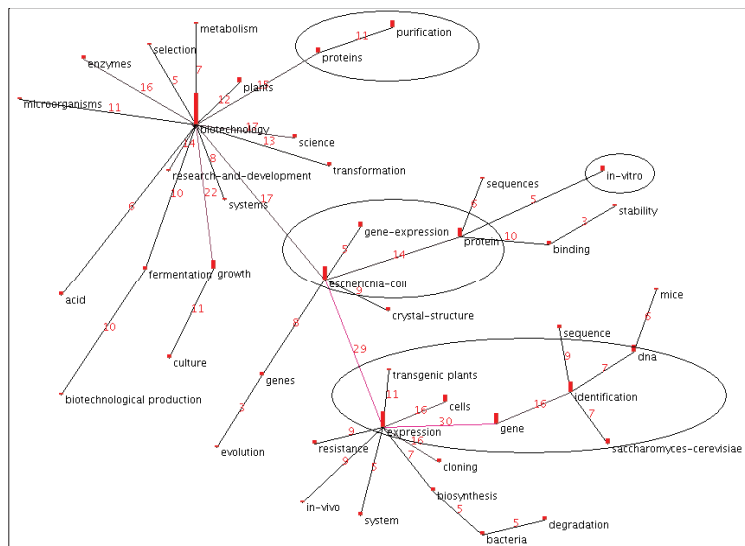 metabolism
11
purification
selection
proteins
enzymes
7
5
16
15
plants
12
microorganisms
11
biotechnology
17
science
13
14
8
transformation
research-and-development
22
17
10
systems
sequences
in-vitro
6
6
5
stability
3
gene-expression
protein
10
binding
5
14
fermentation
growth
escherichia-coli
9
acid
mice
crystal-structure
11
6
10
8
sequence
29
dna
culture
9
7
transgenic plants
genes
identification
biotechnological production
11
16
cells
16
7
3
30
gene
expression
9
16
resistance
saccharomyces-cerevisiae
evolution
7
9
cloning
5
biosynthesis
in-vivo
5
system
5
degradation
bacteria